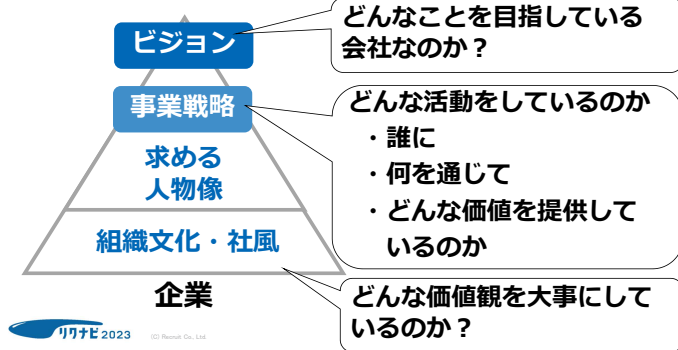 ビジョン
どんなことを目指している
会社なのか？
事業戦略
どんな活動をしているのか
・誰に
・何を通じて
・どんな価値を提供して
いるのか
求める
人物像
組織文化・社風
企業
どんな価値観を大事にして
いるのか？
リクナビ2023
(C) Recruit Co., Ltd.